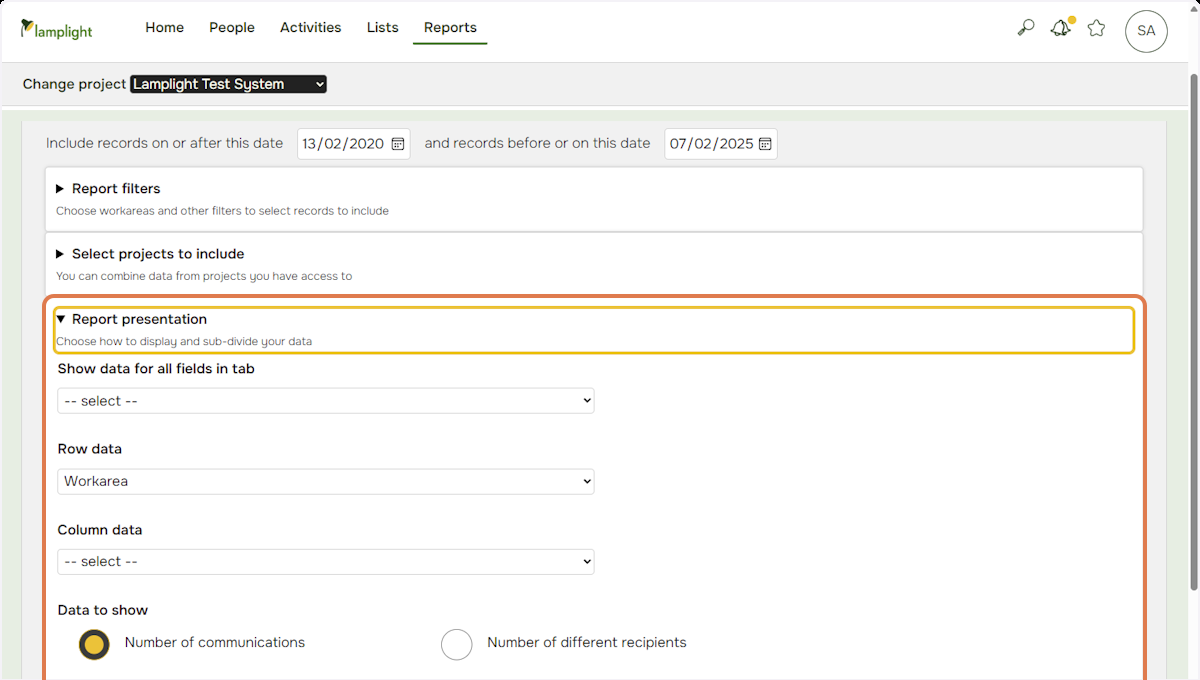 lamplight
Home People Activities Lists Reports
SA
Change project Lamplight Test System
Include records on or after this date 13/02/2020 and records before or on this date 07/02/2025
Report filters
Choose workareas and other filters to select records to include
Select projects to include
You can combine data from projects you have access to
Report presentation
Choose how to display and sub-divide your data
Show data for all fields in tab
-- select --
Row data
Workarea
Column data
-- select --
Data to show
Number of communications Number of different recipients